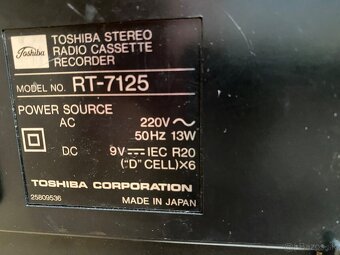 Toshiba
TOSHIBA STEREO
RADIO CASSETTE
RECORDER
MODEL NO. RT-7125
POWER SOURCE
AC 220V~
50HZ 13W
DC 9V⎓IEC R20
("D" CELL)×6
TOSHIBA CORPORATION
25809536 MADE IN JAPAN